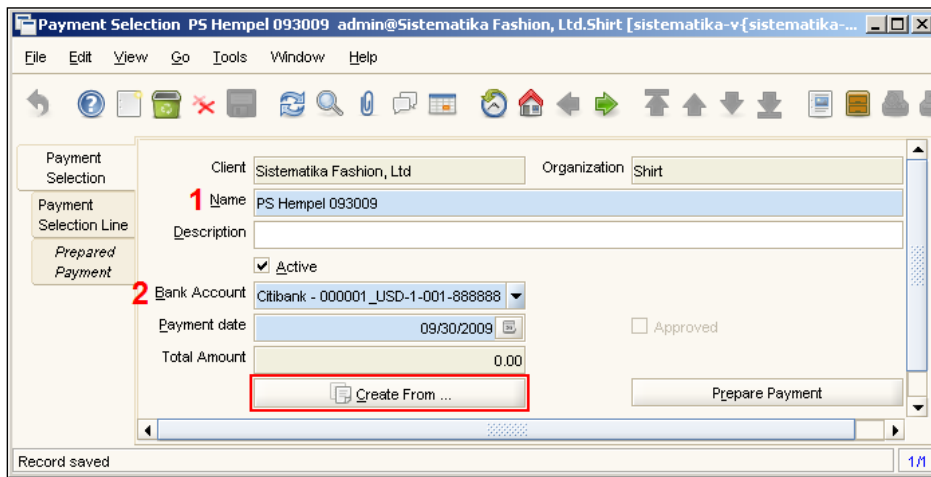 Payment Selection PS Hempel 093009 admin@Sistematika Fashion, Ltd.Shirt [sistematika-v{sistematika-...
File Edit View Go Tools Window Help
Payment Selection
Payment Selection Line
Prepared Payment
Client Sistematika Fashion, Ltd Organization Shirt
1 Name PS Hempel 093009
Description
Active
2 Bank Account Citibank - 000001_USD-1-001-888888
Payment date 09/30/2009 Approved
Total Amount 0.00
Create From ... Prepare Payment
Record saved 1/1